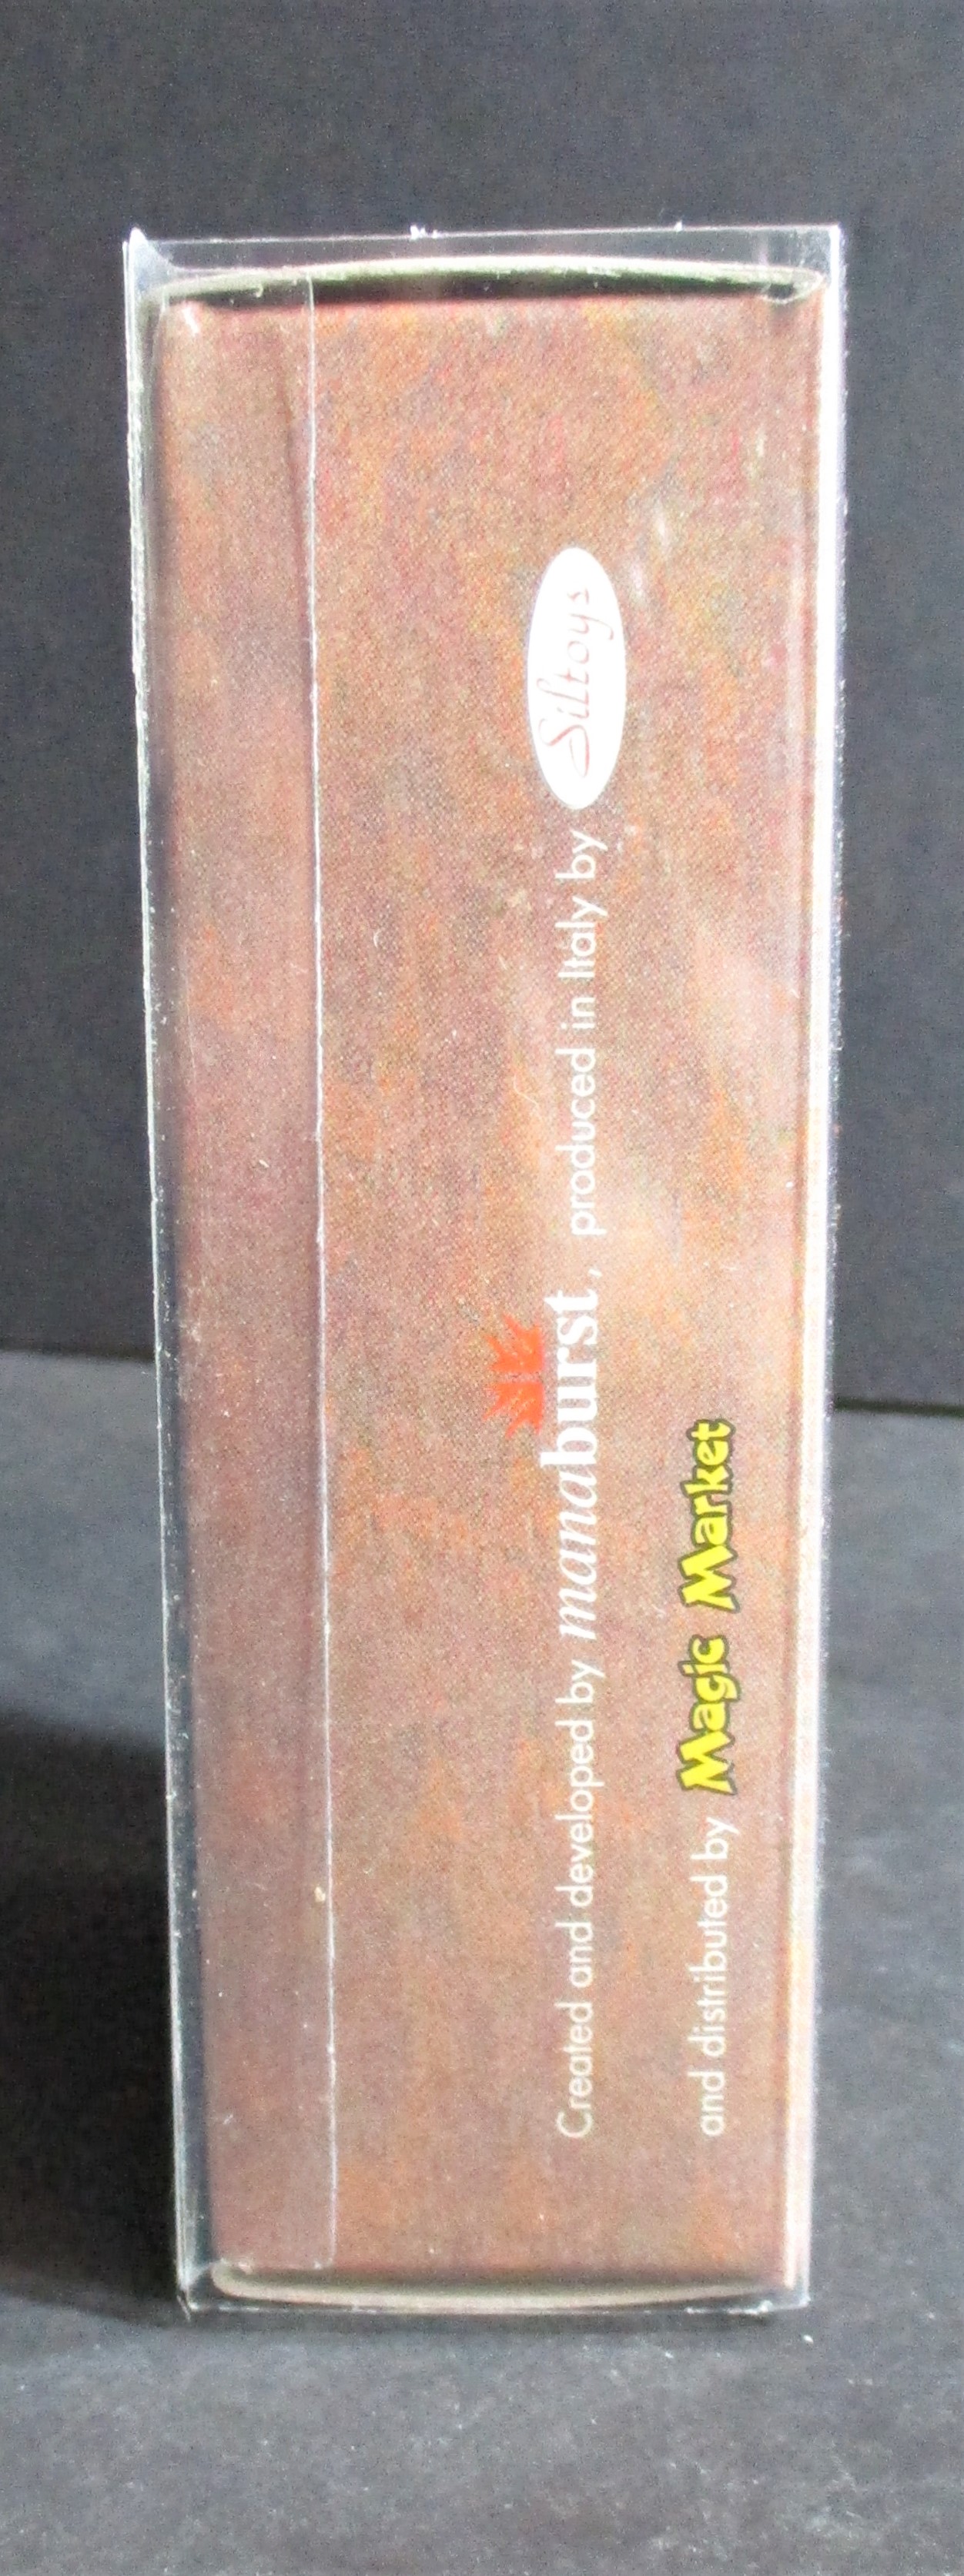 Created and developed by manaburst, produced in Italy by Siltoys
and distributed by Magic Market